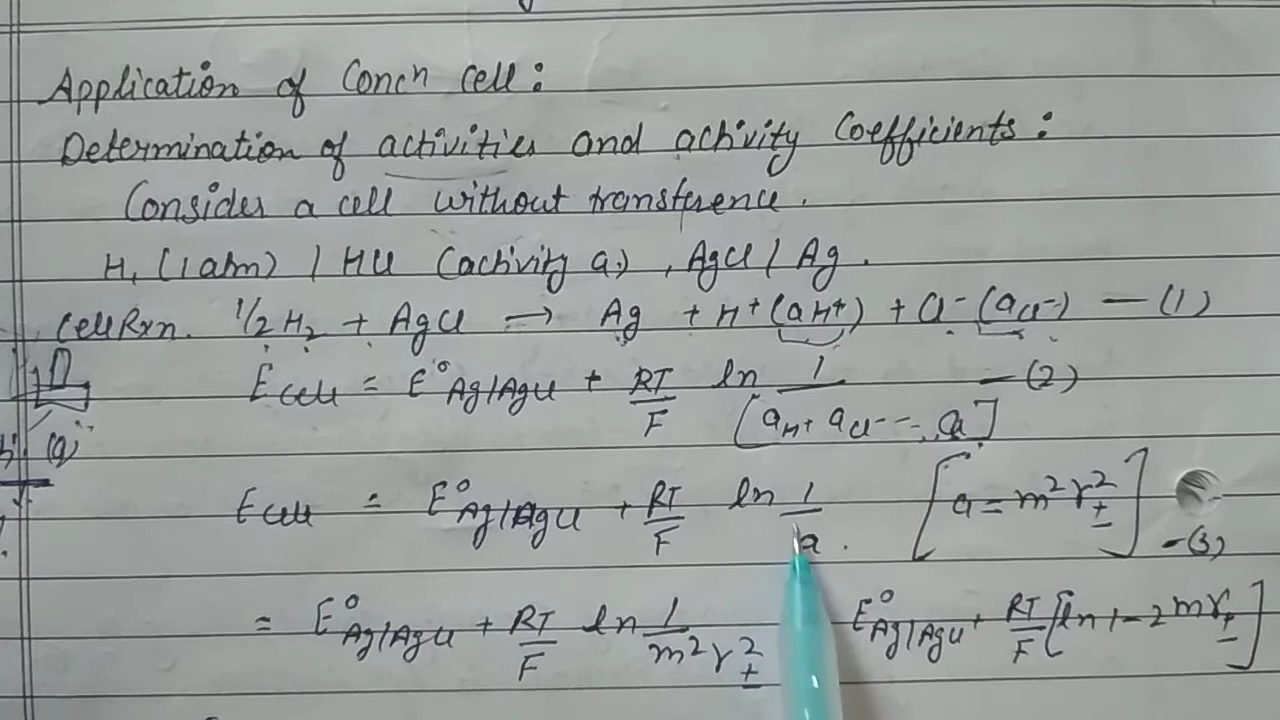 Application of Concn cell:
Determination of activities and activity Coefficients:
Consider a cell without transference.
H2 (1 atm) / HCl (activity a), AgCl / Ag.
Cell Rxn. 1/2 H2 + AgCl → Ag + H+ (aH+) + Cl- (aCl-) — (1)
Ecell = E°Ag/AgCl + RT/F ln 1/[aH+ aCl- -- a] — (2)
(a)
Ecell = E°Ag/AgCl + RT/F ln 1/a. [a = m²γ±²] -(3)
= E°Ag/AgCl + RT/F ln 1/m²γ±² E°Ag/AgCl + RT/F [ln 1 - 2 mγ±]